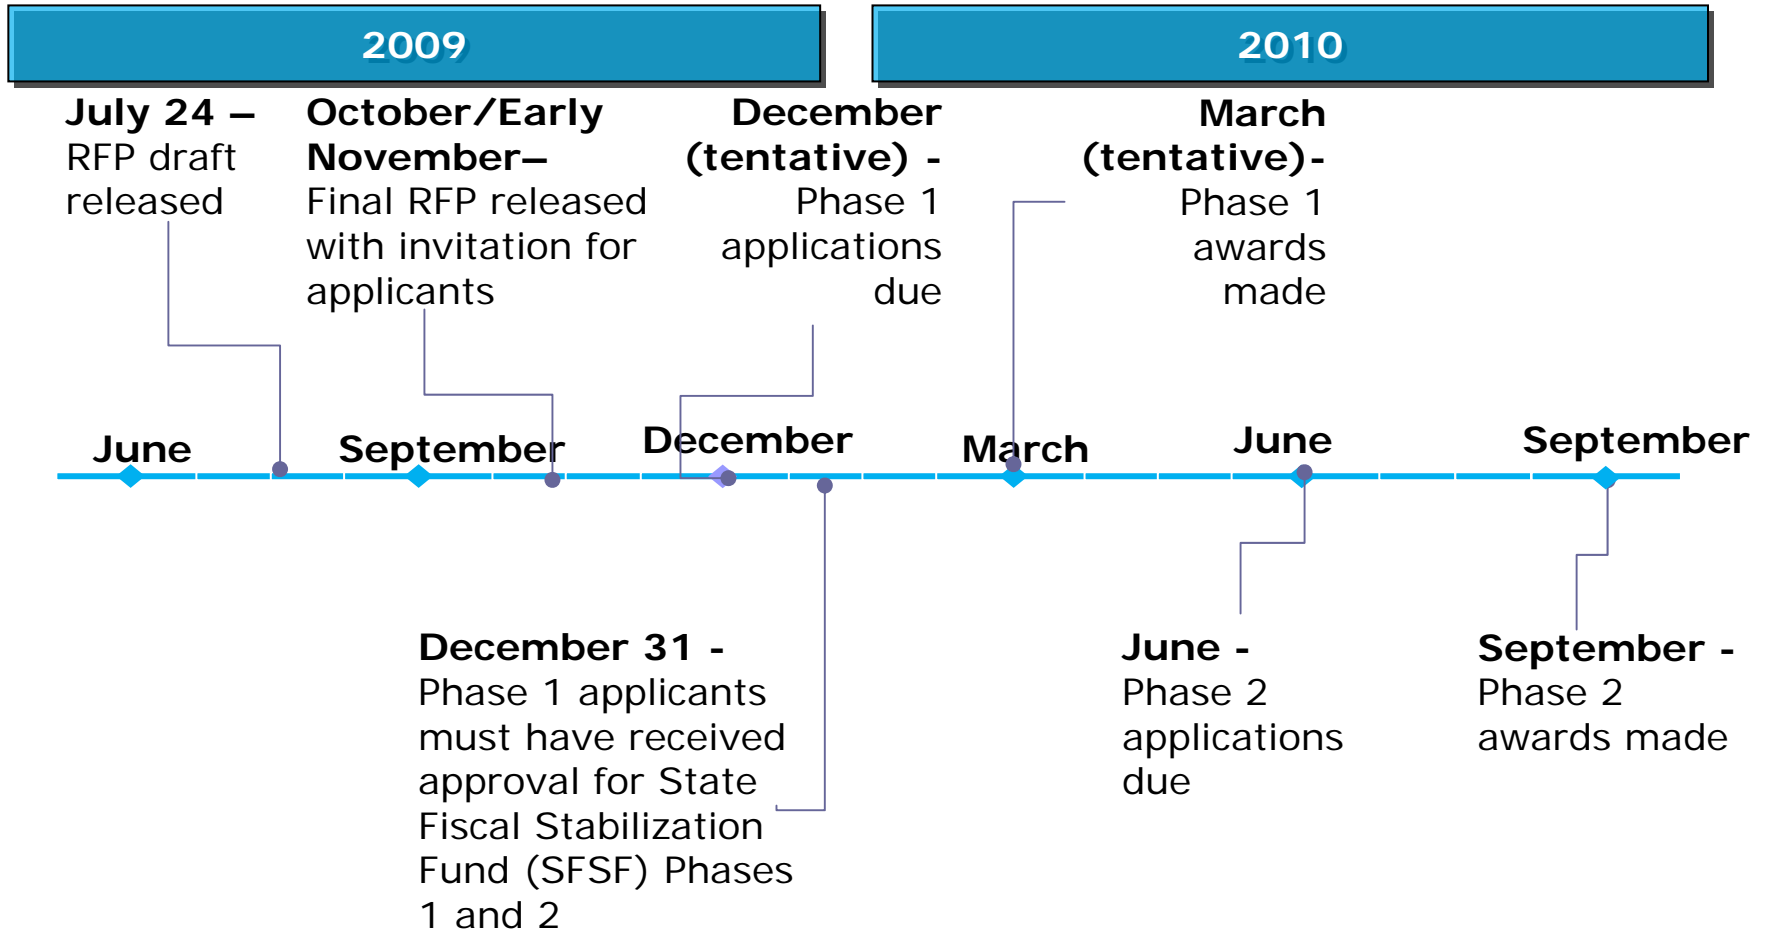 2009
2010
July 24 –
RFP draft
released
October/Early
November–
Final RFP released
with invitation for
applicants
December
(tentative) -
Phase 1
applications
due
March
(tentative)-
Phase 1
awards
made
June
September
December
March
June
September
December 31 -
Phase 1 applicants
must have received
approval for State
Fiscal Stabilization
Fund (SFSF) Phases
1 and 2
June -
Phase 2
applications
due
September -
Phase 2
awards made